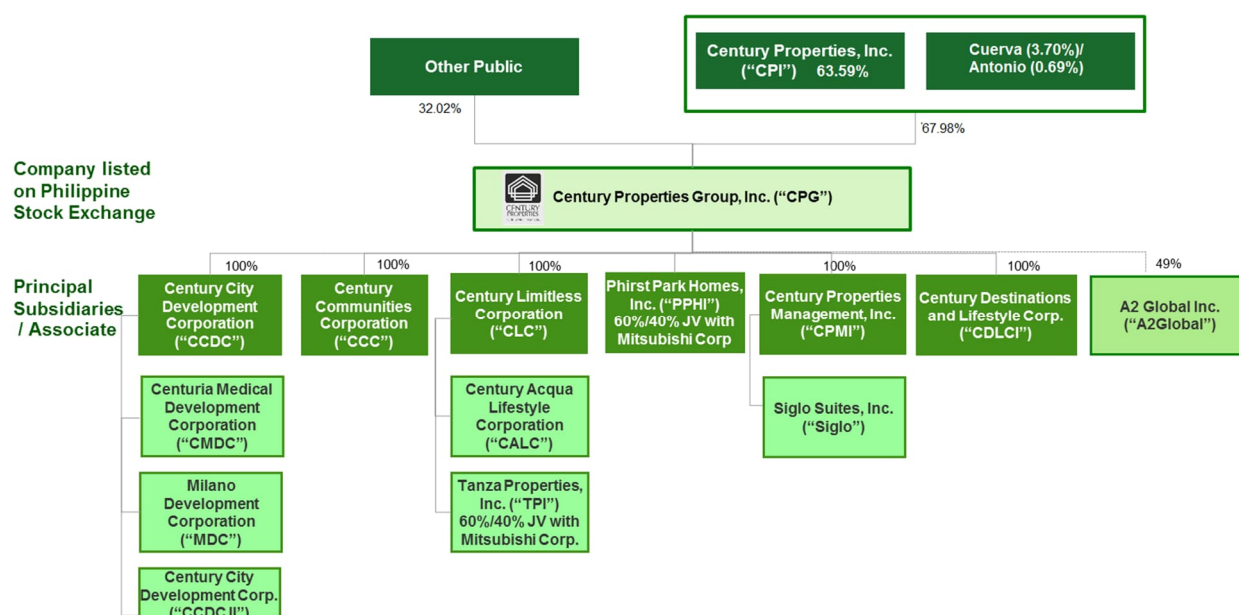 Other Public
Century Properties, Inc.
(“CPI”) 63.59%
Cuerva (3.70%)/
Antonio (0.69%)
32.02%
67.98%
Company listed
on Philippine
Stock Exchange
CENTURY
PROPERTIES
Century Properties Group, Inc. (“CPG”)
Principal
Subsidiaries
/ Associate
100%
100%
100%
100%
100%
49%
Century City
Development
Corporation
(“CCDC”)
Century
Communities
Corporation
(“CCC”)
Century Limitless
Corporation
(“CLC”)
Phirst Park Homes,
Inc. (“PPHI”)
60%/40% JV with
Mitsubishi Corp
Century Properties
Management, Inc.
(“CPMI”)
Century Destinations
and Lifestyle Corp.
(“CDLCI”)
A2 Global Inc.
(“A2Global”)
Centuria Medical
Development
Corporation
(“CMDC”)
Century Acqua
Lifestyle
Corporation
(“CALC”)
Siglo Suites, Inc.
(“Siglo”)
Milano
Development
Corporation
(“MDC”)
Tanza Properties,
Inc. (“TPI”)
60%/40% JV with
Mitsubishi Corp.
Century City
Development Corp.
(“CCDCII”)